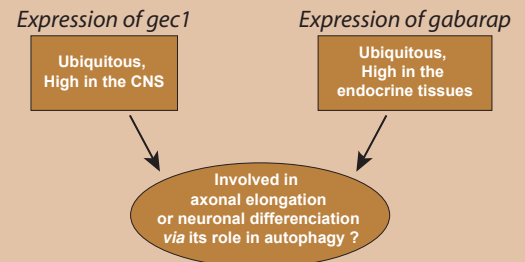 Expression of gec1
Expression of gabarap
Ubiquitous,
High in the CNS
Ubiquitous,
High in the
endocrine tissues
Involved in
axonal elongation
or neuronal differenciation
via its role in autophagy ?